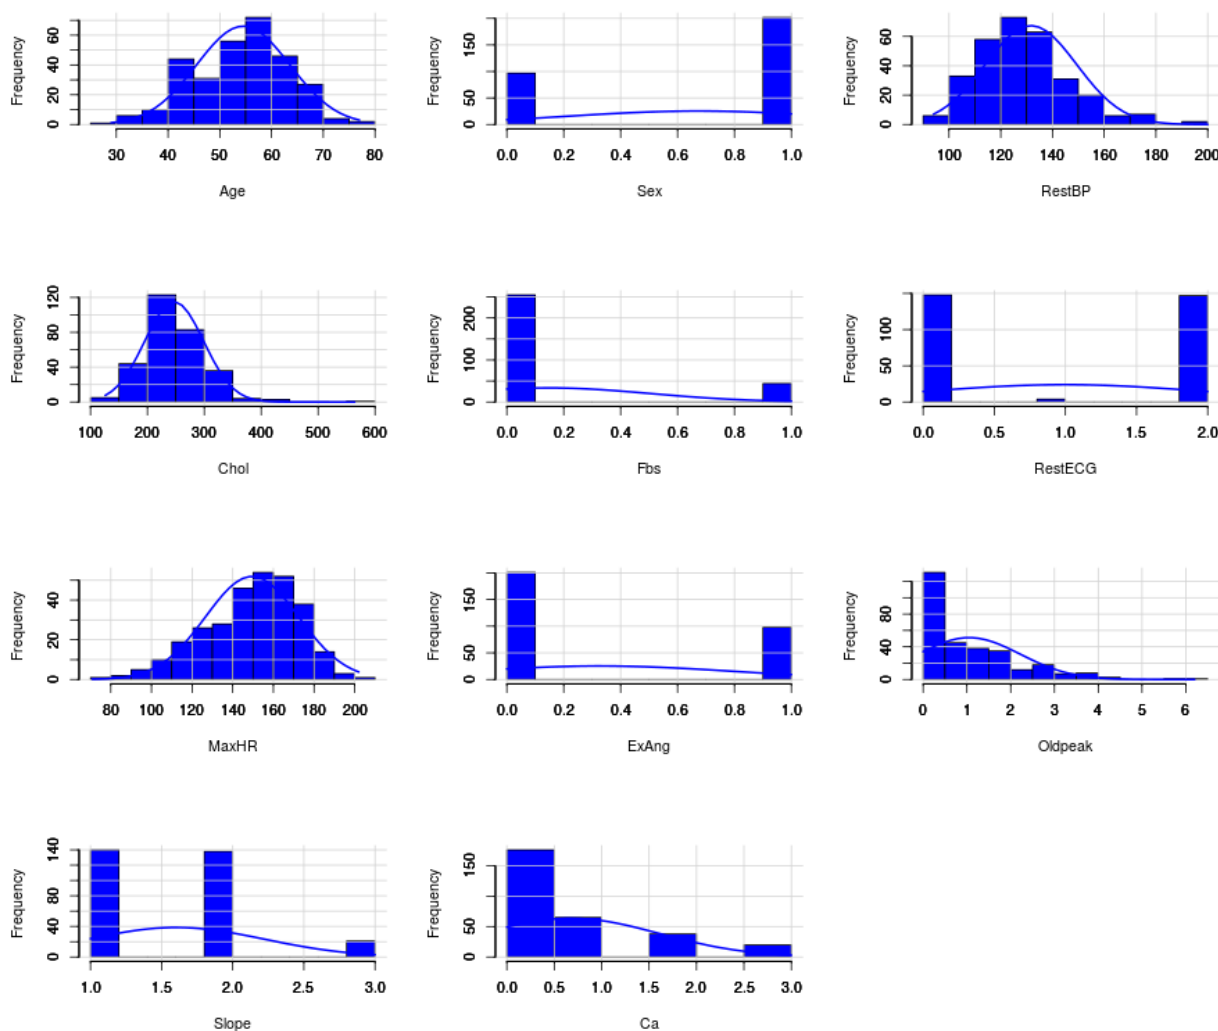 Frequency
0 20 40 60
30 40 50 60 70 80
Age
Frequency
0 50 150
0.0 0.2 0.4 0.6 0.8 1.0
Sex
Frequency
0 20 40 60
100 120 140 160 180 200
RestBP
Frequency
0 40 80 120
100 200 300 400 500 600
Chol
Frequency
0 50 100 200
0.0 0.2 0.4 0.6 0.8 1.0
Fbs
Frequency
0 50 100
0.0 0.5 1.0 1.5 2.0
RestECG
Frequency
0 20 40
80 100 120 140 160 180 200
MaxHR
Frequency
0 50 150
0.0 0.2 0.4 0.6 0.8 1.0
ExAng
Frequency
0 20 40 80
0 1 2 3 4 5 6
Oldpeak
Frequency
0 40 80 140
1.0 1.5 2.0 2.5 3.0
Slope
Frequency
0 50 150
0.0 0.5 1.0 1.5 2.0 2.5 3.0
Ca